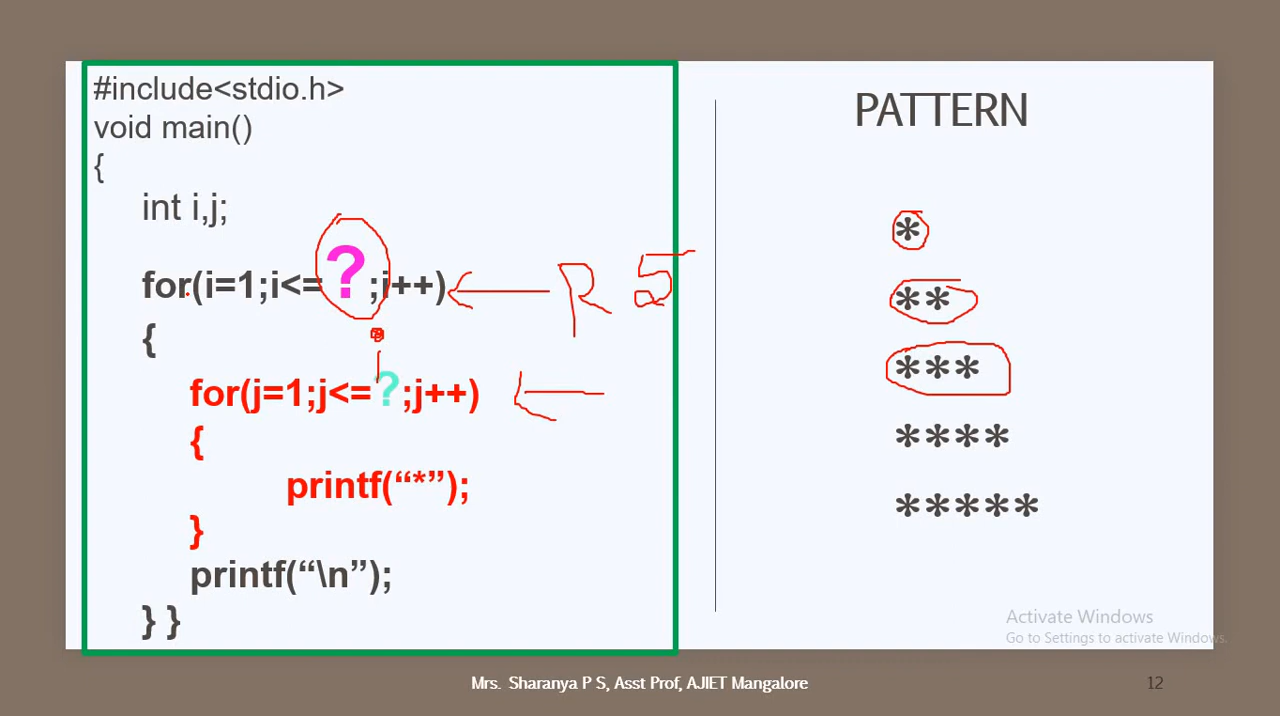 #include<stdio.h>
void main()
{
int i,j;
for(i=1;i<=?;i++)
R 5
{
for(j=1;j<=?;j++)
{
printf(“*”);
}
printf(“\n”);
} }
PATTERN
*
**
***
****
*****
Activate Windows
Go to Settings to activate Windows.
Mrs. Sharanya P S, Asst Prof, AJIET Mangalore
12